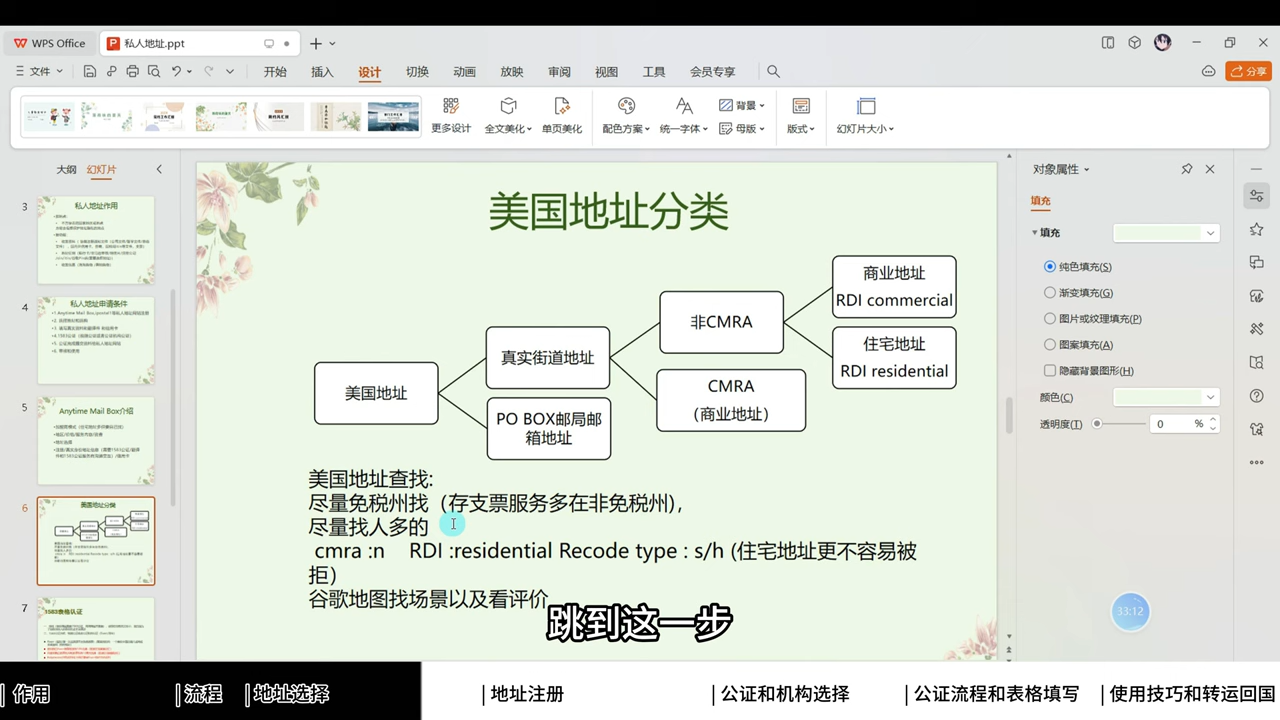 WPS Office
私人地址.ppt
文件
开始
插入
设计
切换
动画
放映
审阅
视图
工具
会员专享
分享
更多设计
全文美化
单页美化
配色方案
统一字体
背景
母版
版式
幻灯片大小
大纲
幻灯片
3
私人地址作用
4
私人地址申请条件
5
Anytime Mail Box介绍
6
美国地址分类
7
1583表格认证
美国地址分类
美国地址
真实街道地址
PO BOX邮局邮
箱地址
非CMRA
CMRA
（商业地址）
商业地址
RDI commercial
住宅地址
RDI residential
美国地址查找:
尽量免税州找（存支票服务多在非免税州),
尽量找人多的
cmra :n RDI :residential Recode type : s/h (住宅地址更不容易被
拒)
谷歌地图找场景以及看评价
跳到这一步
33:12
对象属性
填充
填充
纯色填充(S)
渐变填充(G)
图片或纹理填充(P)
图案填充(A)
隐藏背景图形(H)
颜色(C)
透明度(T)
0 %
作用
流程
地址选择
地址注册
公证和机构选择
公证流程和表格填写
使用技巧和转运回国